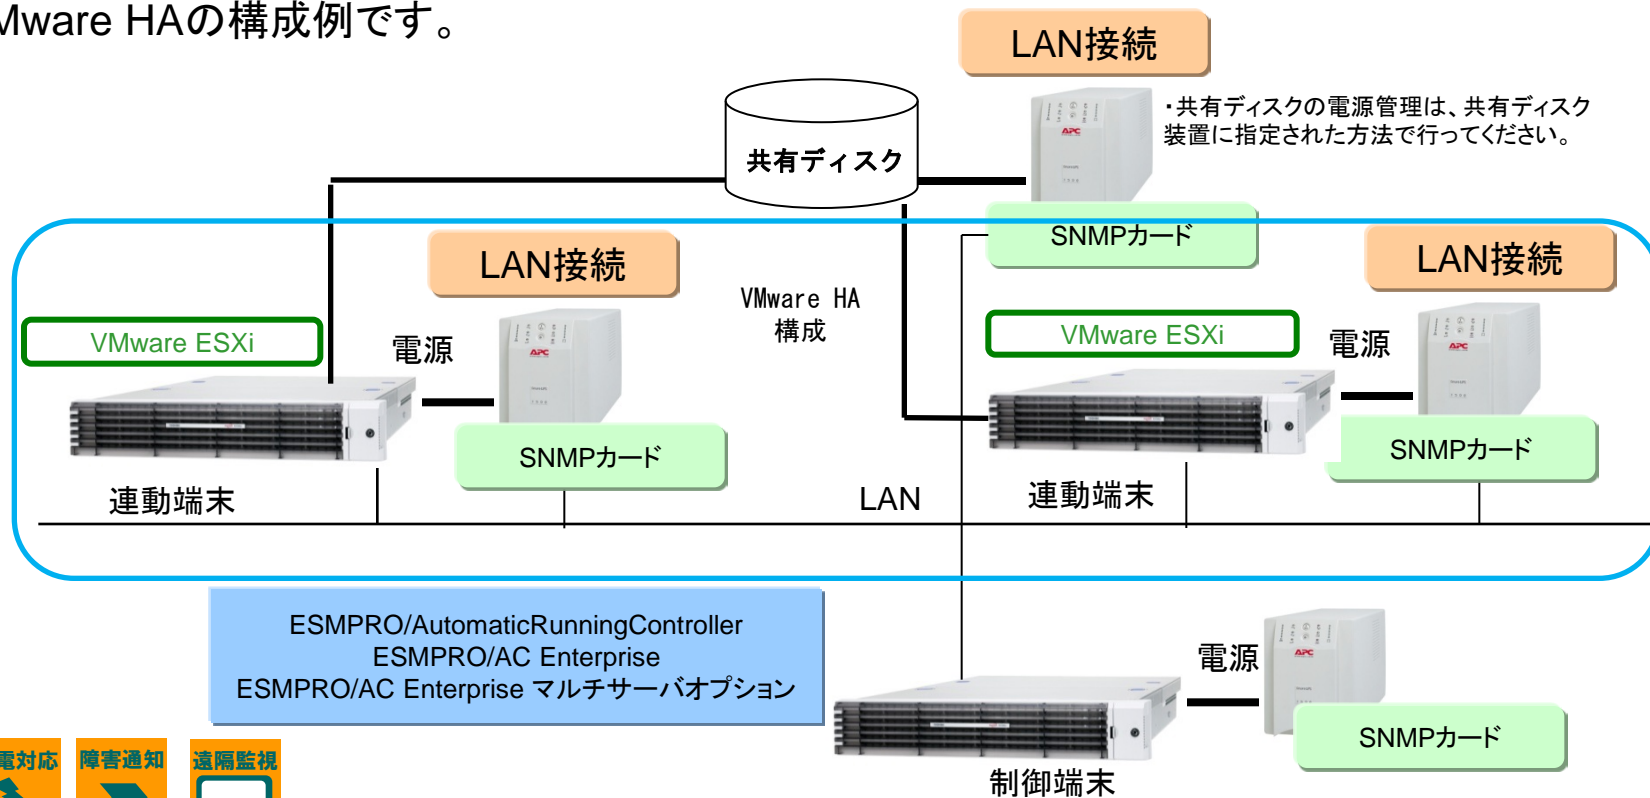 Mware HAの構成例です。
LAN接続
・共有ディスクの電源管理は、共有ディスク
装置に指定された方法で行ってください。
APC
共有ディスク
SNMPカード
LAN接続
LAN接続
VMware HA
構成
VMware ESXi
電源
APC
VMware ESXi
電源
APC
SNMPカード
SNMPカード
連動端末
LAN
連動端末
ESMPRO/AutomaticRunningController
ESMPRO/AC Enterprise
ESMPRO/AC Enterprise マルチサーバオプション
電源
APC
SNMPカード
制御端末
電対応
障害通知
遠隔監視